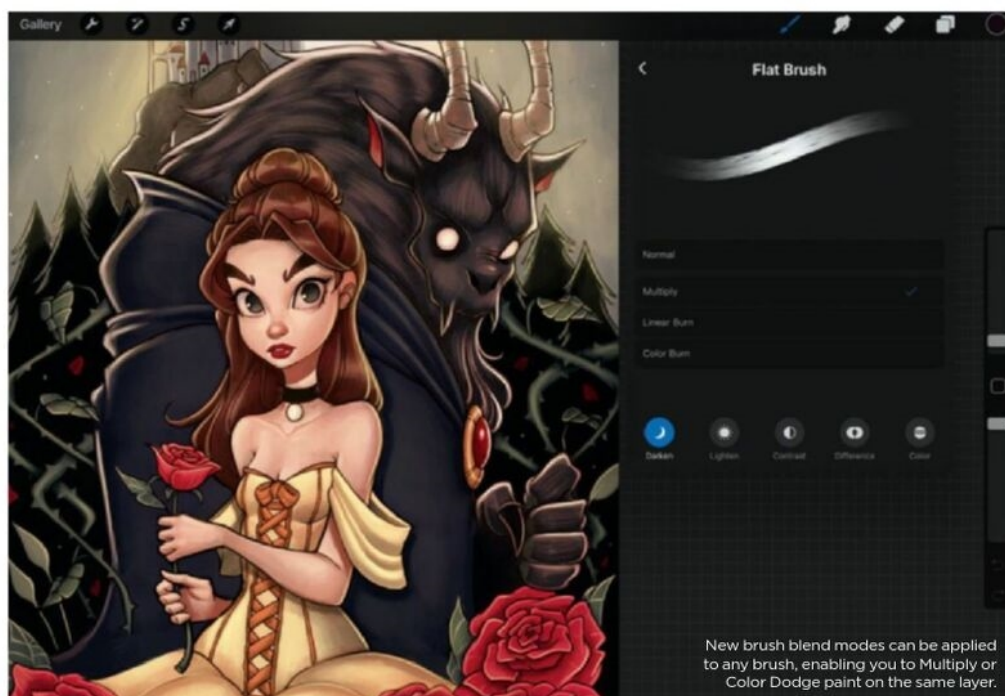 Gallery
Flat Brush
Normal
Multiply
Linear Burn
Color Burn
Darken
Lighten
Contrast
Difference
Color
New brush blend modes can be applied
to any brush, enabling you to Multiply or
Color Dodge paint on the same layer.